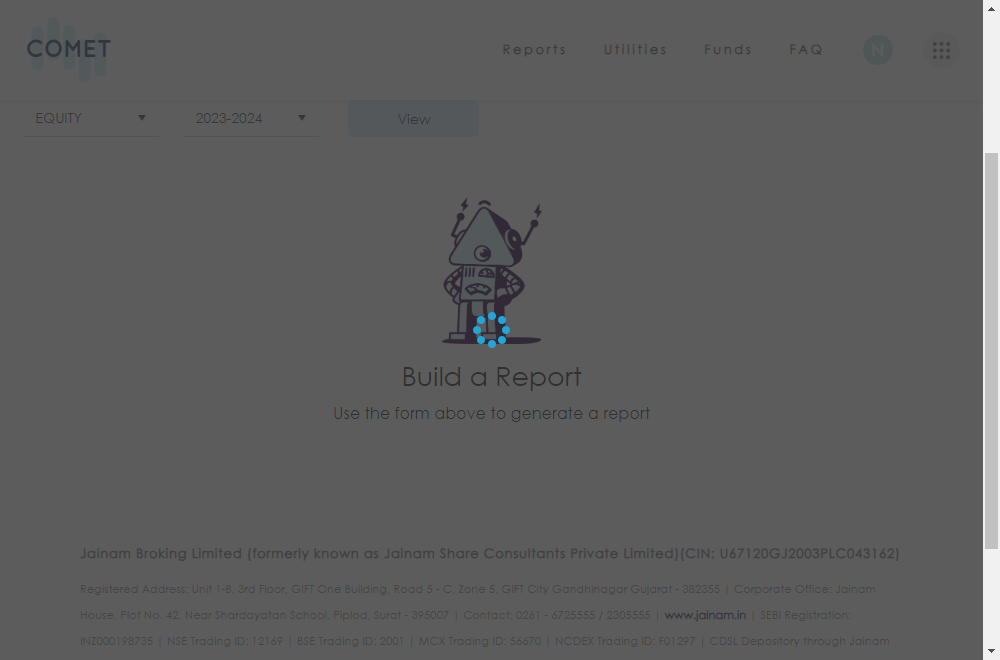 COMET
Reports Utilities Funds FAQ N
EQUITY 2023-2024 View
Build a Report
Use the form above to generate a report
Jainam Broking Limited (formerly known as Jainam Share Consultants Private Limited)(CIN: U67120GJ2003PLC043162)
Registered Address: Unit 1-8, 3rd Floor, GIFT One Building, Road 5 - C, Zone 5, GIFT City Gandhinagar Gujarat - 382355 | Corporate Office: Jainam
House, Plot No. 42, Near Shardayatan School, Piplod, Surat - 395007 | Contact: 0261 - 6725555 / 2305555 | www.jainam.in | SEBI Registration:
INZ000198735 | NSE Trading ID: 12169 | BSE Trading ID: 2001 | MCX Trading ID: 56670 | NCDEX Trading ID: F01297 | CDSL Depository through Jainam